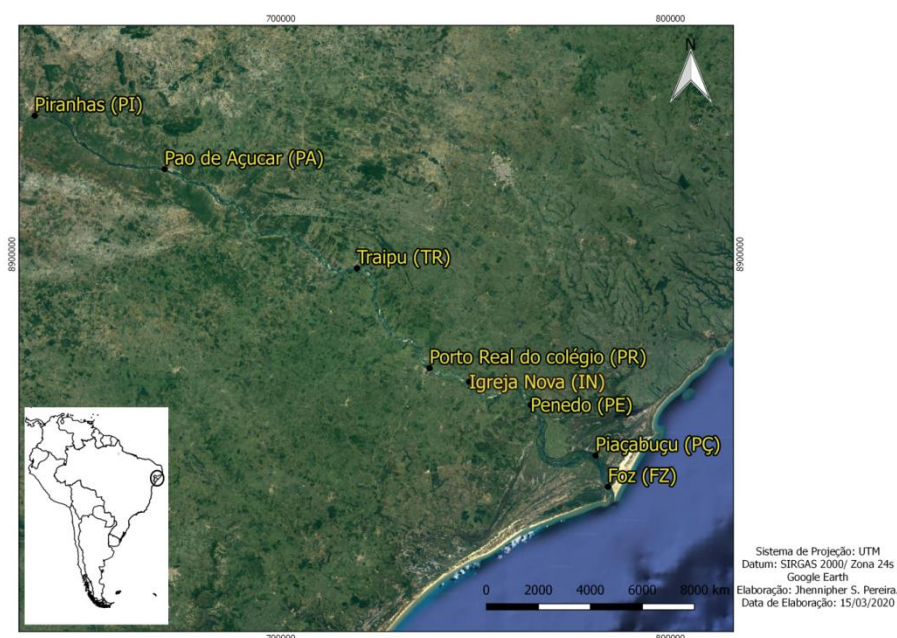 700000
800000
N
Piranhas (PI)
Pao de Açucar (PA)
8900000
8900000
Traipu (TR)
Porto Real do colégio (PR)
Igreja Nova (IN)
Penedo (PE)
Piaçabuçu (PÇ)
Foz (FZ)
Sistema de Projeção: UTM
Datum: SIRGAS 2000/ Zona 24s
Google Earth
Elaboração: Jhennipher S. Pereira.
Data de Elaboração: 15/03/2020
0 2000 4000 6000 8000 km
700000
800000